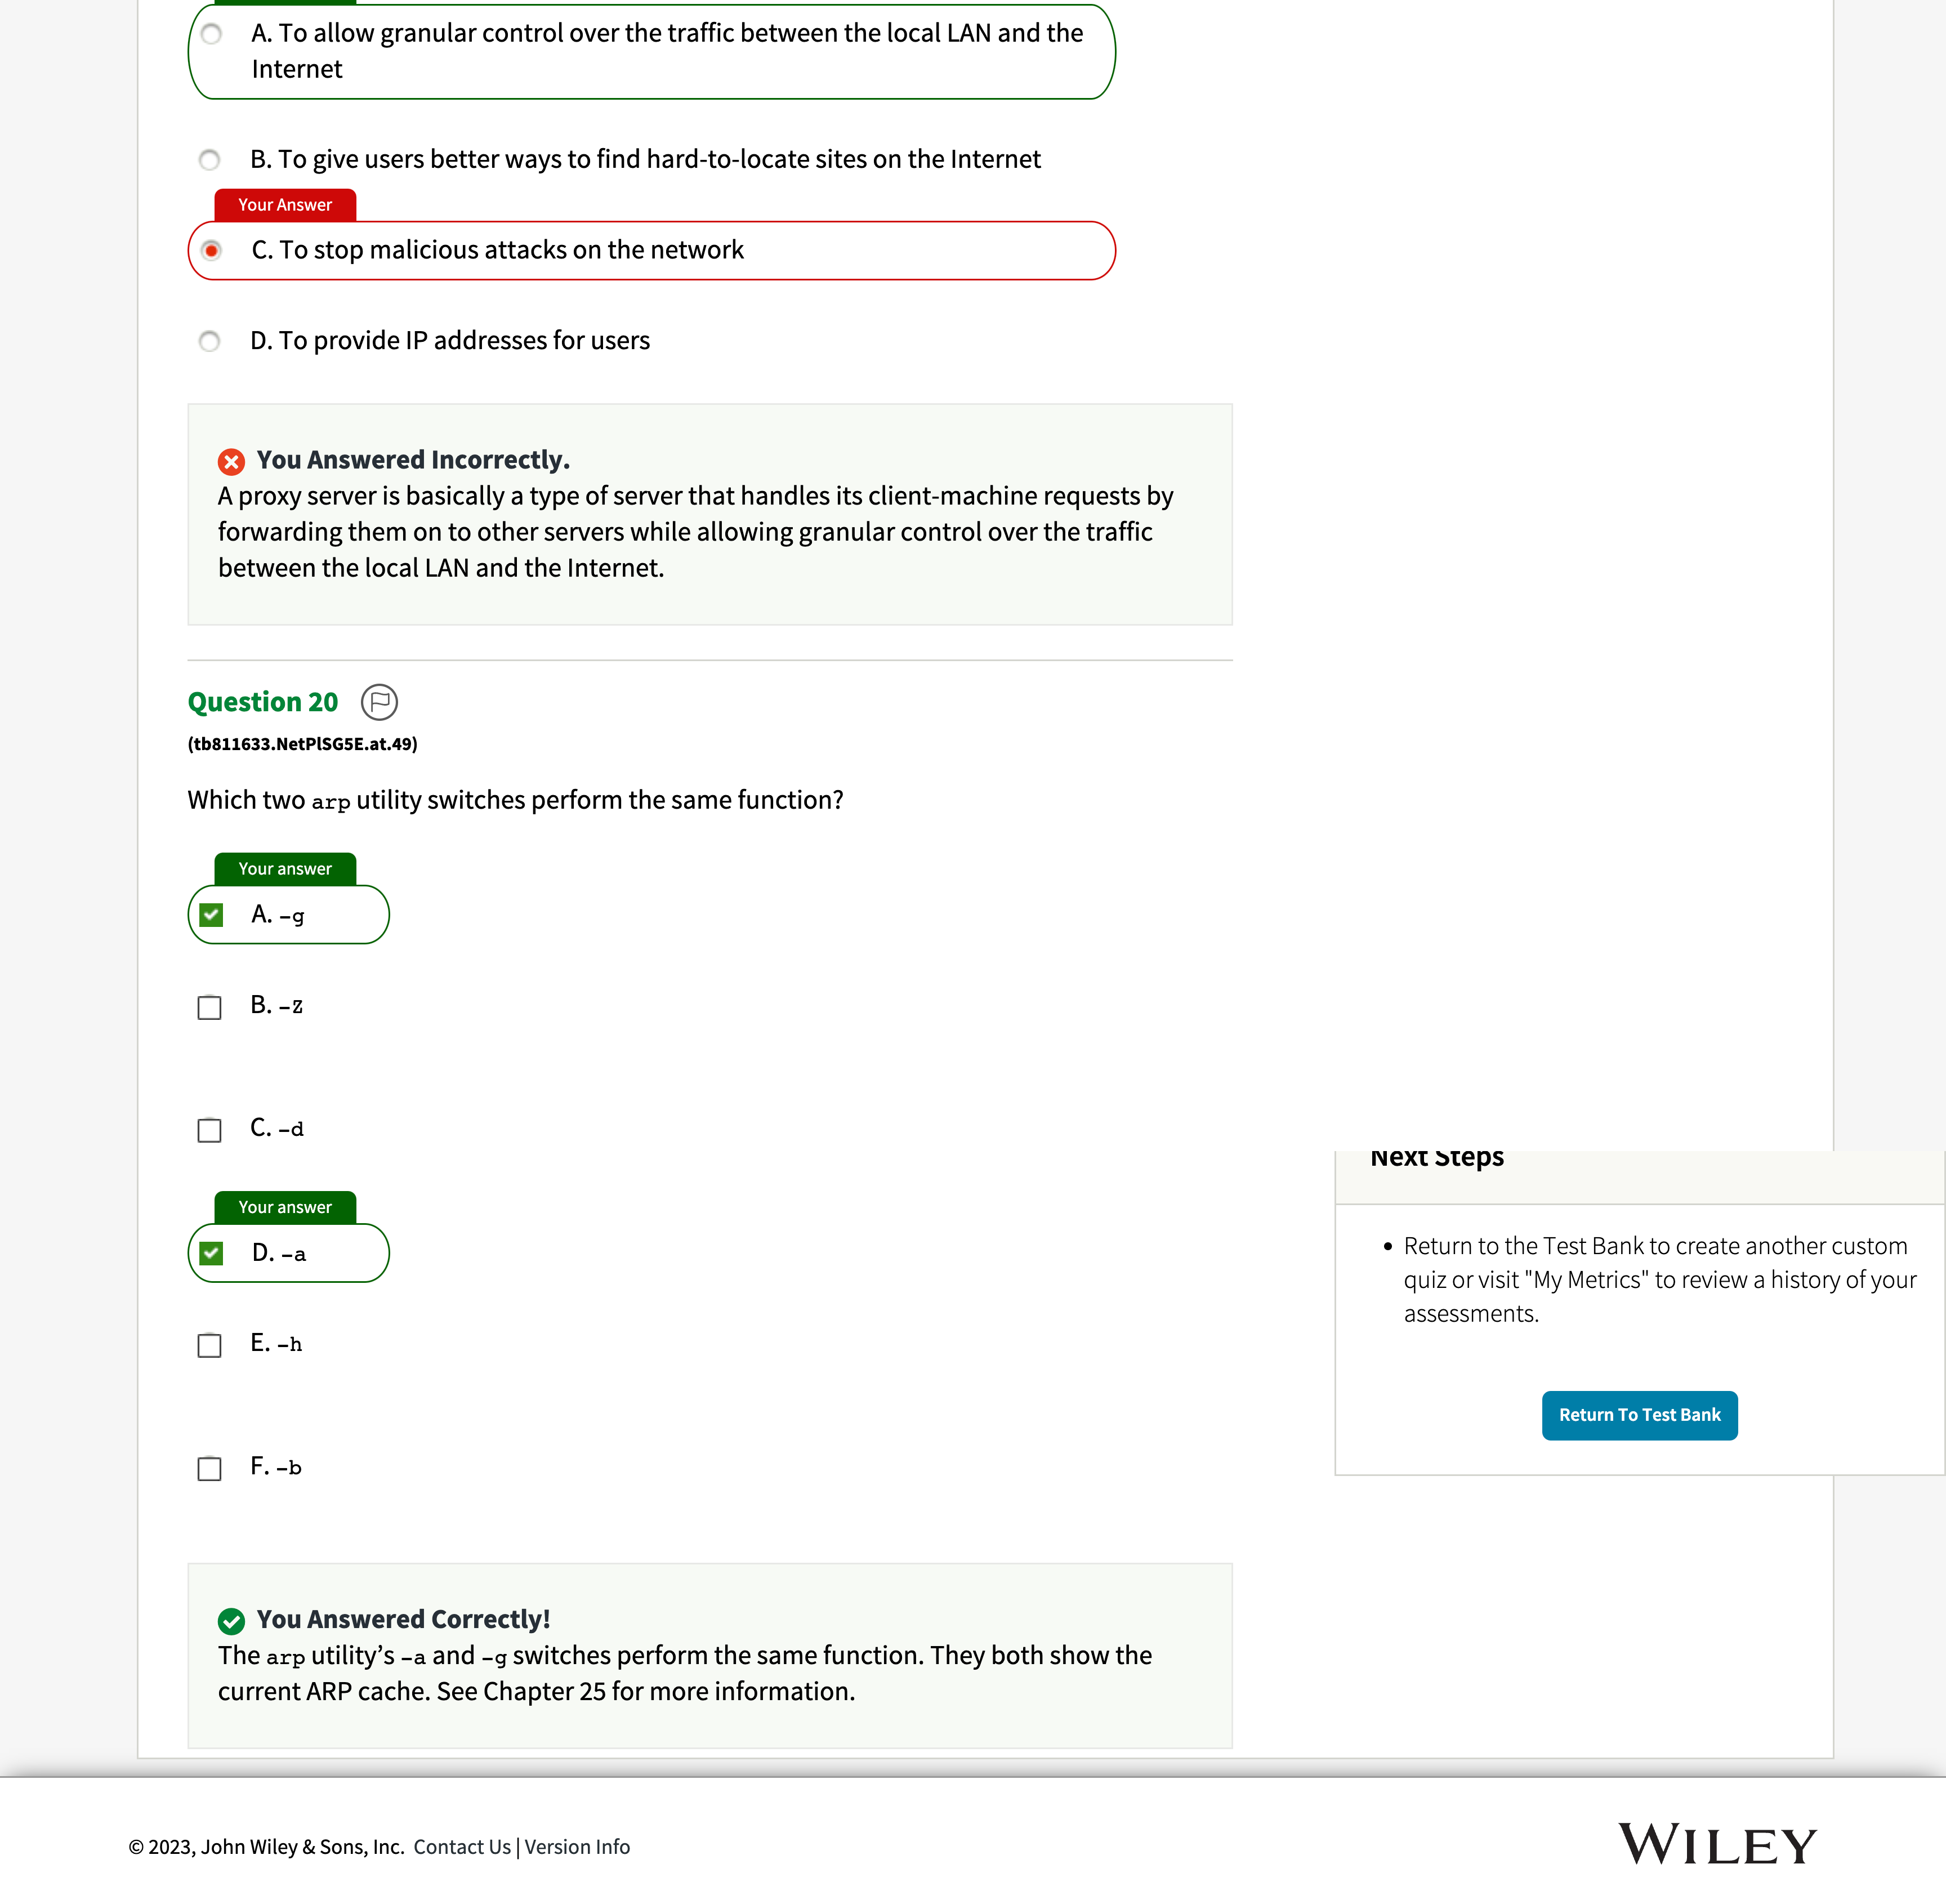 A. To allow granular control over the traffic between the local LAN and the
Internet
B. To give users better ways to find hard-to-locate sites on the Internet
Your Answer
C. To stop malicious attacks on the network
D. To provide IP addresses for users
You Answered Incorrectly.
A proxy server is basically a type of server that handles its client-machine requests by
forwarding them on to other servers while allowing granular control over the traffic
between the local LAN and the Internet.
Question 20
(tb811633.NetPlSG5E.at.49)
Which two arp utility switches perform the same function?
Your answer
A. –g
B. –Z
C. –d
Your answer
D. –a
E. –h
F. –b
You Answered Correctly!
The arp utility’s –a and –g switches perform the same function. They both show the
current ARP cache. See Chapter 25 for more information.
Next Steps
• Return to the Test Bank to create another custom
quiz or visit "My Metrics" to review a history of your
assessments.
Return To Test Bank
© 2023, John Wiley & Sons, Inc. Contact Us | Version Info
WILEY